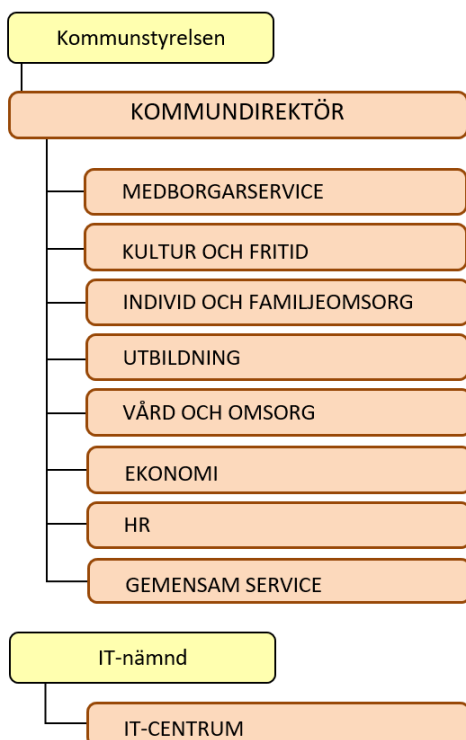 Kommunstyrelsen
KOMMUNDIREKTÖR
MEDBORGARSERVICE
KULTUR OCH FRITID
INDIVID OCH FAMILJEOMSORG
UTBILDNING
VÅRD OCH OMSORG
EKONOMI
HR
GEMENSAM SERVICE
IT-nämnd
IT-CENTRUM